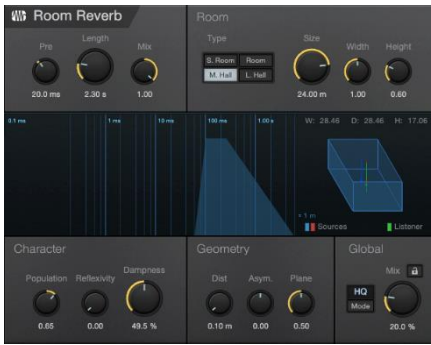 Room Reverb
Room
Pre
Length
Mix
Type
Size
Width
Height
S. Room
Room
M. Hall
L. Hall
20.0 ms
2.30 s
1.00
24.00 m
1.00
0.60
0.1 ms
1 ms
10 ms
150 ms
1.00 s
W: 28.46 D: 28.46 H: 17.06
1 m
Sources
Listener
Character
Geometry
Global
Population
Reflexivity
Dampness
Dist
Asym.
Plane
Mix
HQ
Mode
0.65
0.00
49.5 %
0.10 m
0.00
0.50
20.0 %